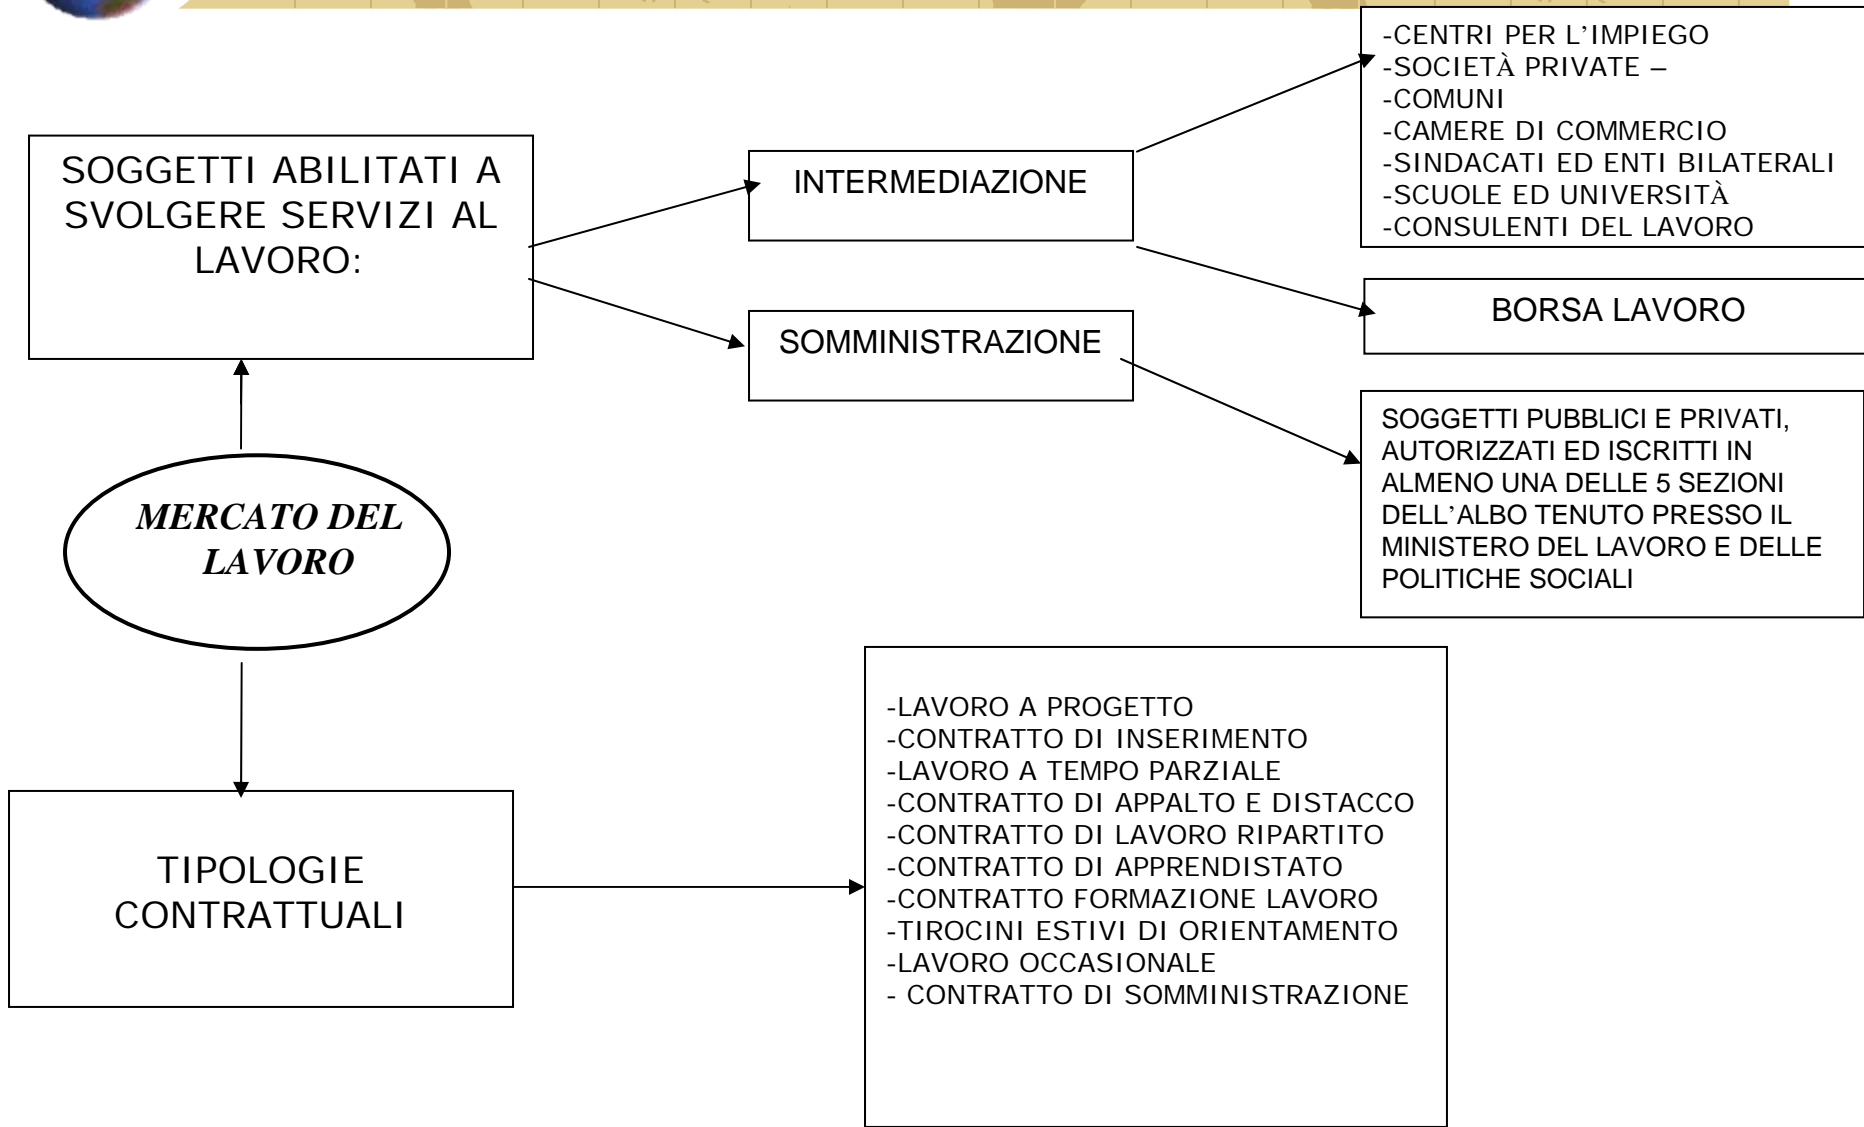 -CENTRI PER L’IMPIEGO
-SOCIETÀ PRIVATE –
-COMUNI
-CAMERE DI COMMERCIO
-SINDACATI ED ENTI BILATERALI
-SCUOLE ED UNIVERSITÀ
-CONSULENTI DEL LAVORO
SOGGETTI ABILITATI A
SVOLGERE SERVIZI AL
LAVORO:
INTERMEDIAZIONE
BORSA LAVORO
SOMMINISTRAZIONE
SOGGETTI PUBBLICI E PRIVATI,
AUTORIZZATI ED ISCRITTI IN
ALMENO UNA DELLE 5 SEZIONI
DELL’ALBO TENUTO PRESSO IL
MINISTERO DEL LAVORO E DELLE
POLITICHE SOCIALI
MERCATO DEL
LAVORO
TIPOLOGIE
CONTRATTUALI
-LAVORO A PROGETTO
-CONTRATTO DI INSERIMENTO
-LAVORO A TEMPO PARZIALE
-CONTRATTO DI APPALTO E DISTACCO
-CONTRATTO DI LAVORO RIPARTITO
-CONTRATTO DI APPRENDISTATO
-CONTRATTO FORMAZIONE LAVORO
-TIROCINI ESTIVI DI ORIENTAMENTO
-LAVORO OCCASIONALE
- CONTRATTO DI SOMMINISTRAZIONE